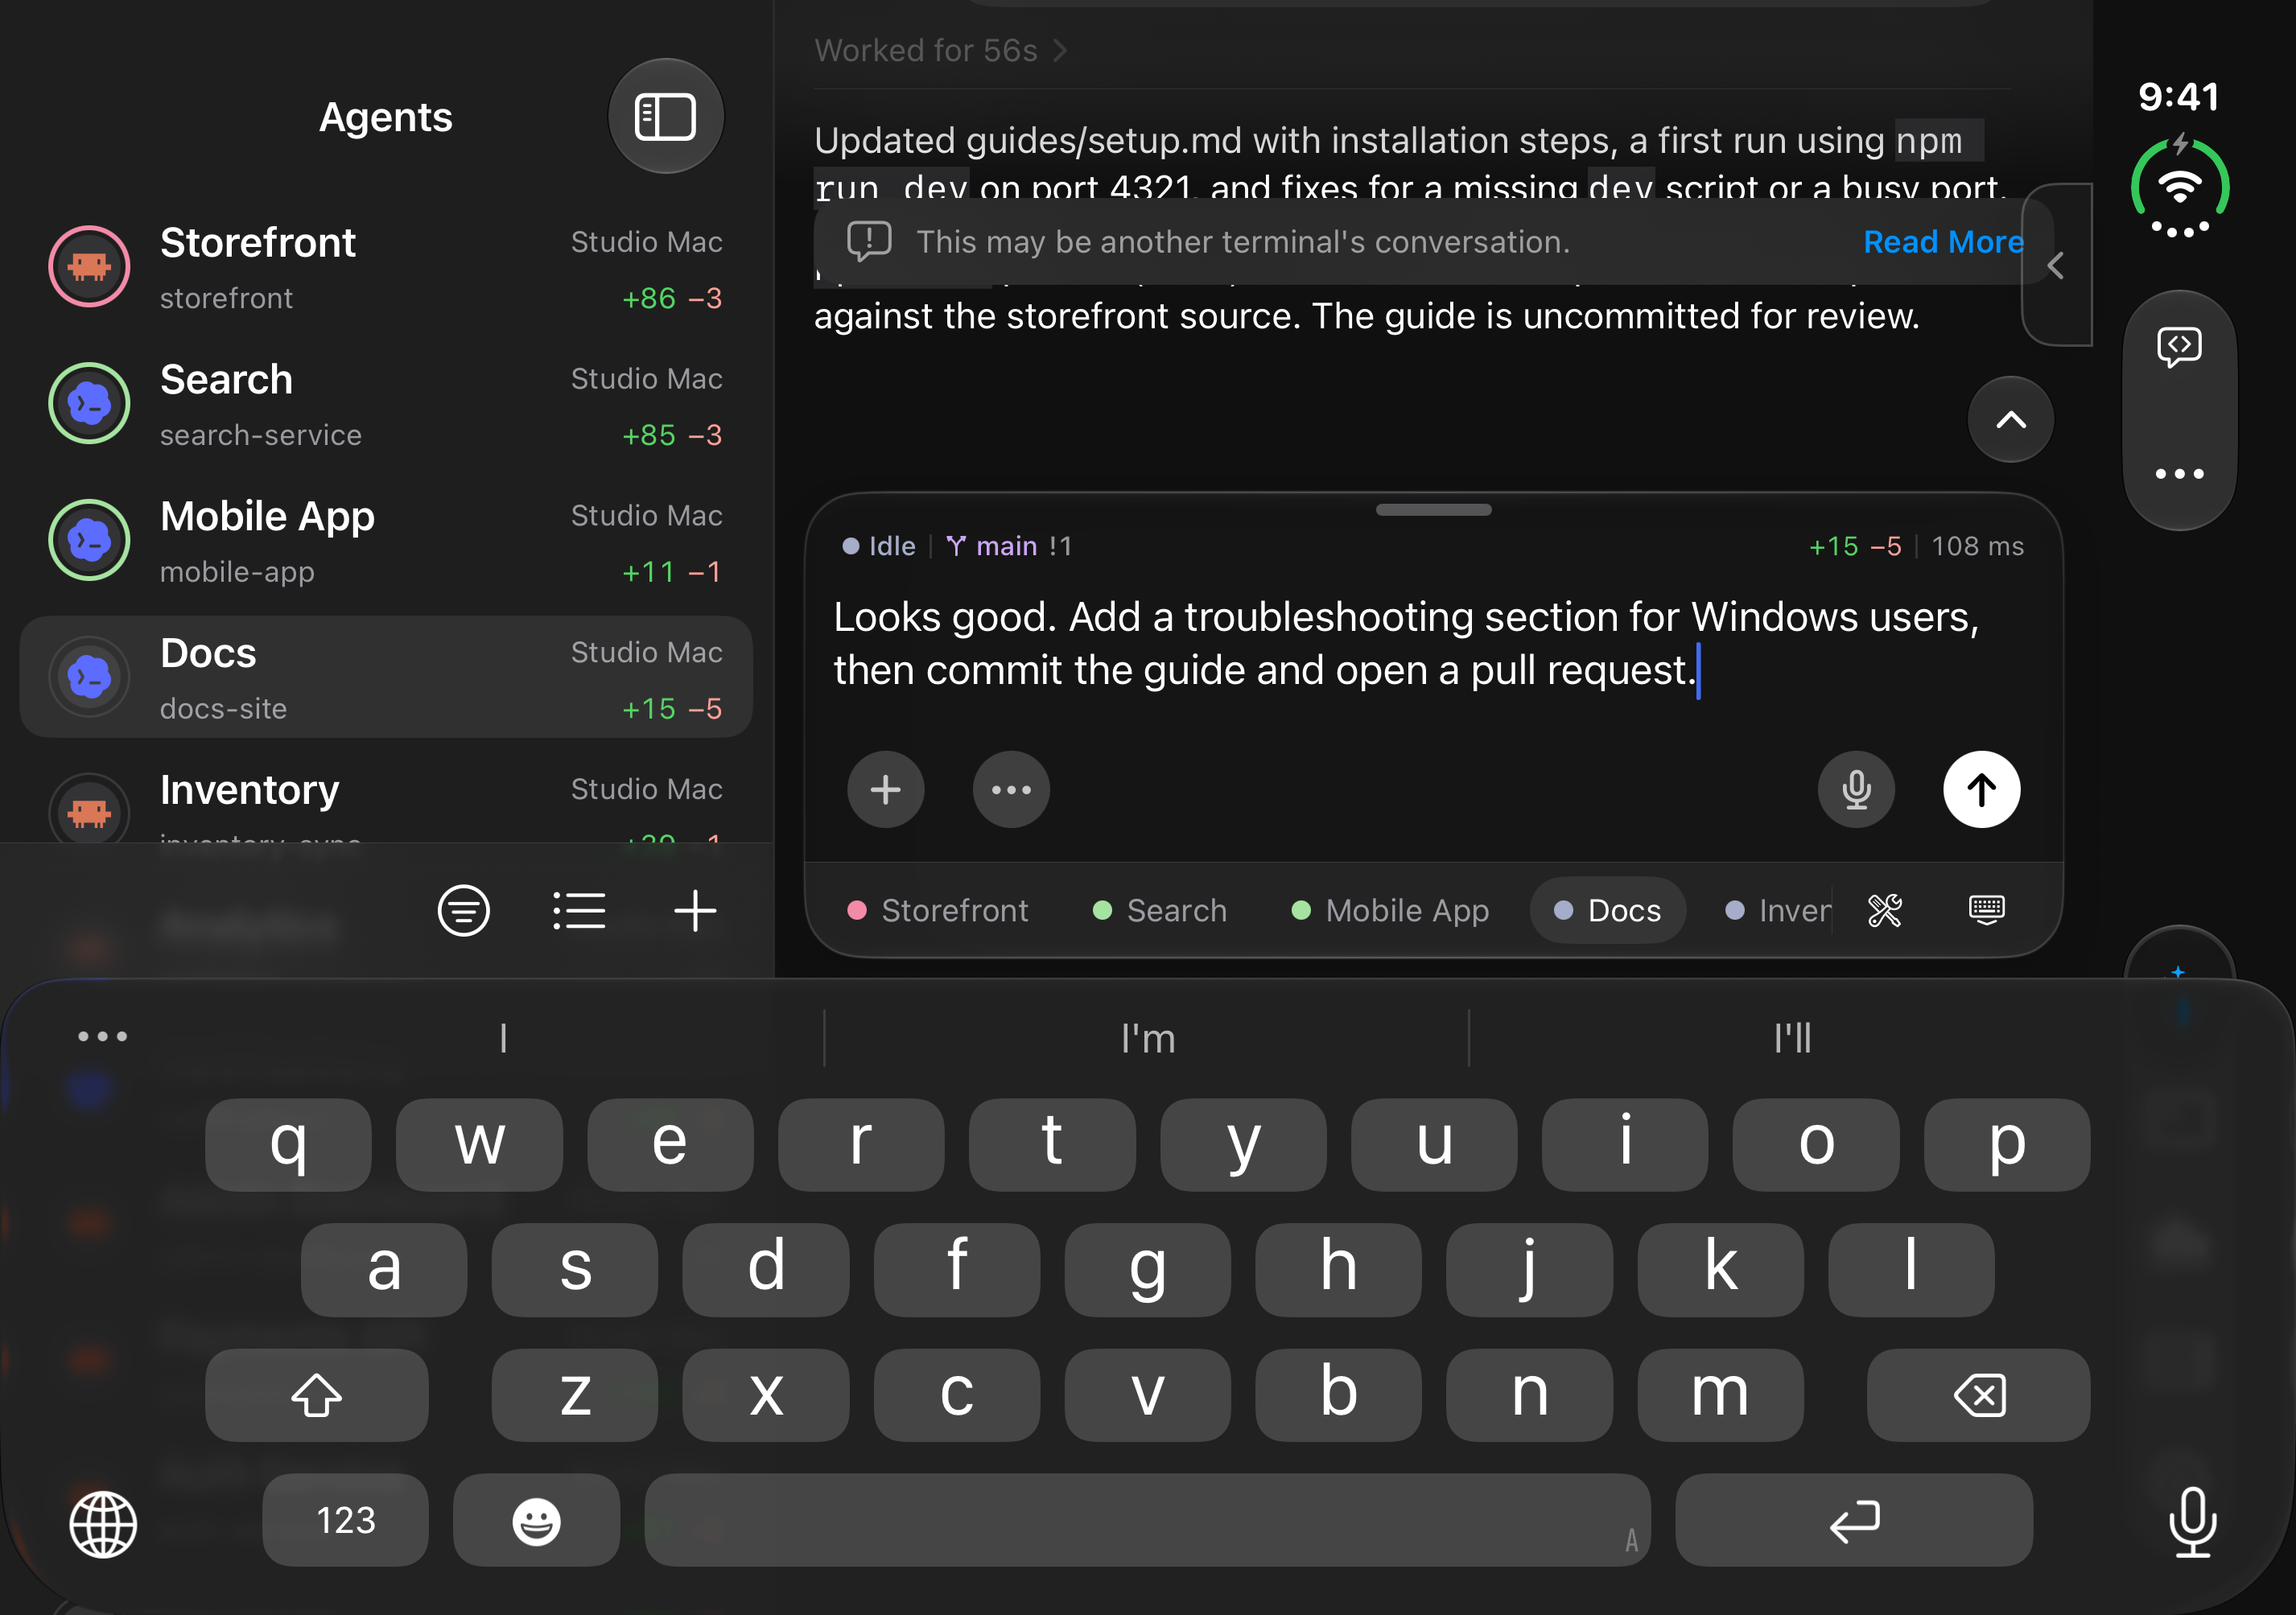 Agents
Storefront
Studio Mac
storefront
+86 −3
Search
Studio Mac
search-service
+85 −3
Mobile App
Studio Mac
mobile-app
+11 −1
Docs
Studio Mac
docs-site
+15 −5
Inventory
Studio Mac
Worked for 56s
Updated guides/setup.md with installation steps, a first run using npm
run dev on port 4321, and fixes for a missing dev script or a busy port.
This may be another terminal's conversation.
Read More
against the storefront source. The guide is uncommitted for review.
9:41
Idle
main !1
+15 −5
108 ms
Looks good. Add a troubleshooting section for Windows users,
then commit the guide and open a pull request.
Storefront
Search
Mobile App
Docs
Inver
I
I'm
I'll
q w e r t y u i o p
a s d f g h j k l
z x c v b n m
123
A